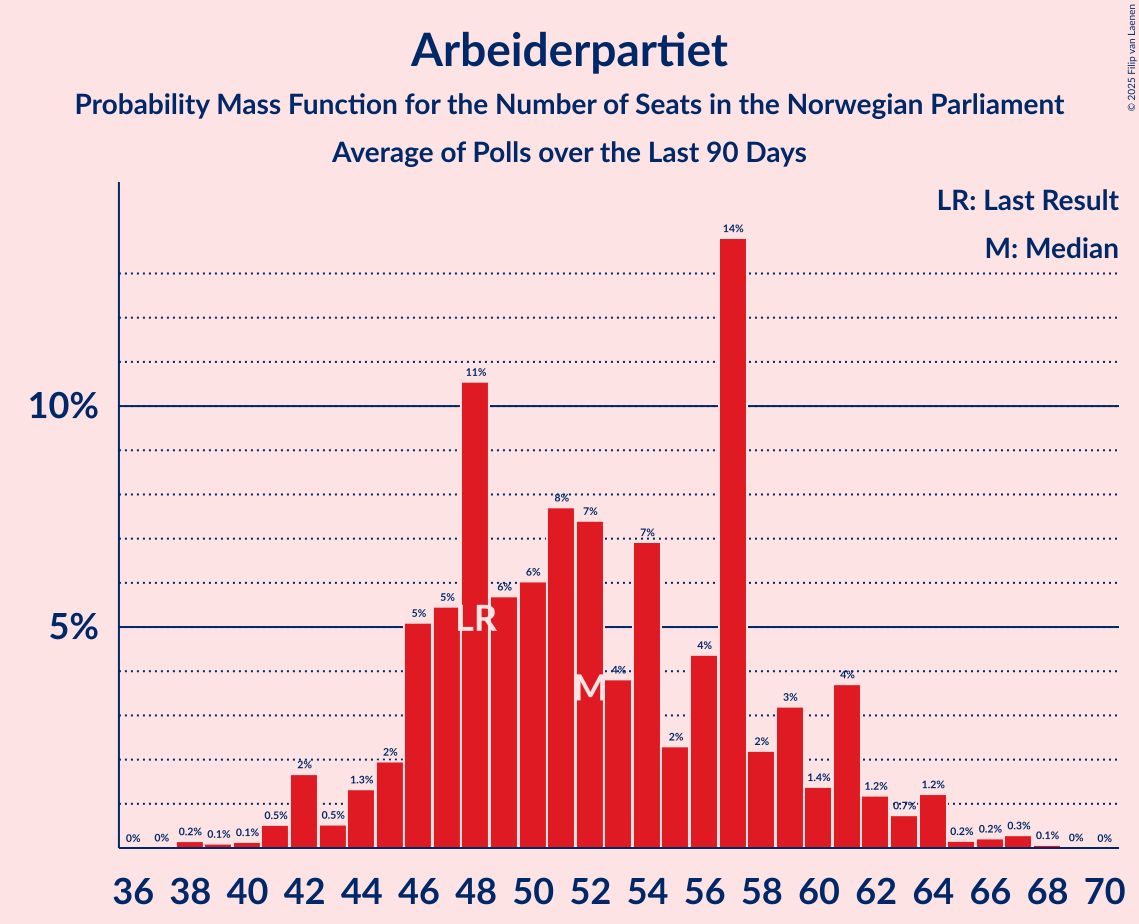 Arbeiderpartiet
Probability Mass Function for the Number of Seats in the Norwegian Parliament
Average of Polls over the Last 90 Days
© 2025 Filip van Laenen
LR: Last Result
M: Median
10%
5%
0% 0% 0.2% 0.1% 0.1% 0.5% 2% 0.5% 1.3% 2% 5% 5% 11% 6% 6% 8% 7% 4% 7% 2% 4% 14% 2% 3% 1.4% 4% 1.2% 0.7% 1.2% 0.2% 0.2% 0.3% 0.1% 0% 0%
LR
M
36 38 40 42 44 46 48 50 52 54 56 58 60 62 64 66 68 70